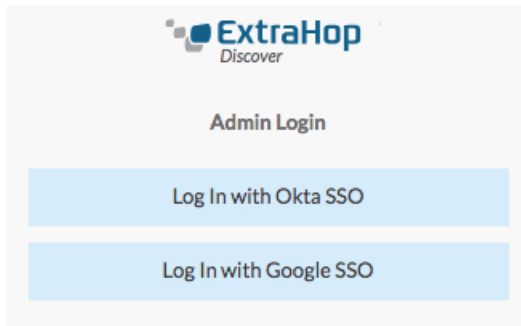 ExtraHop
Discover
Admin Login
Log In with Okta SSO
Log In with Google SSO